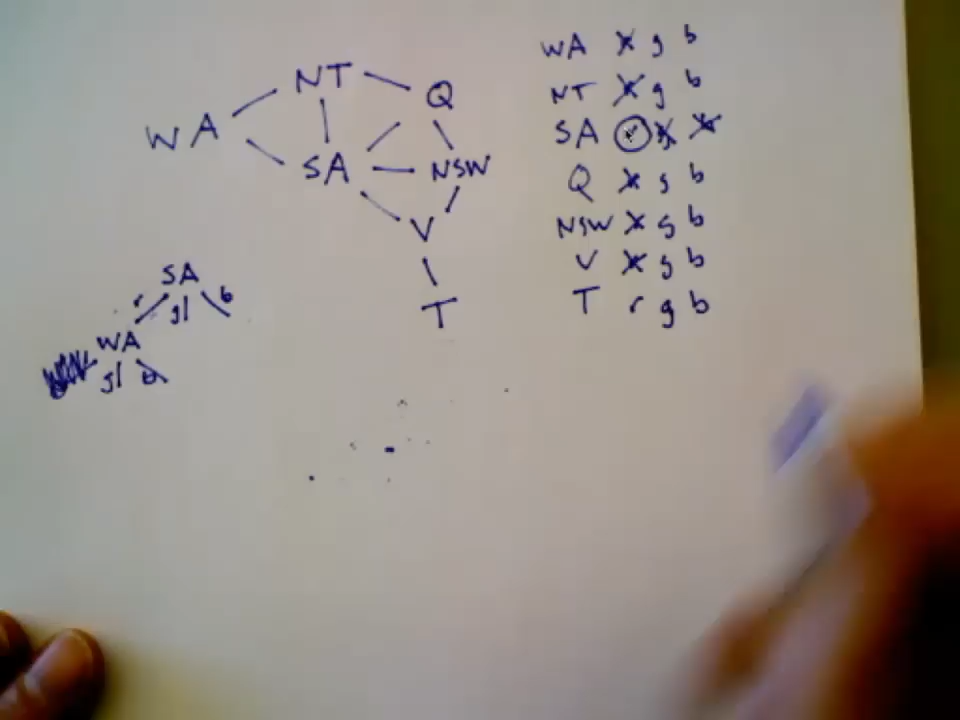 NT
Q
WA
SA
NSW
V
T
WA r g b
NT r g b
SA r g b
Q r g b
NSW r g b
V r g b
T r g b
SA
r g b
WA
g b